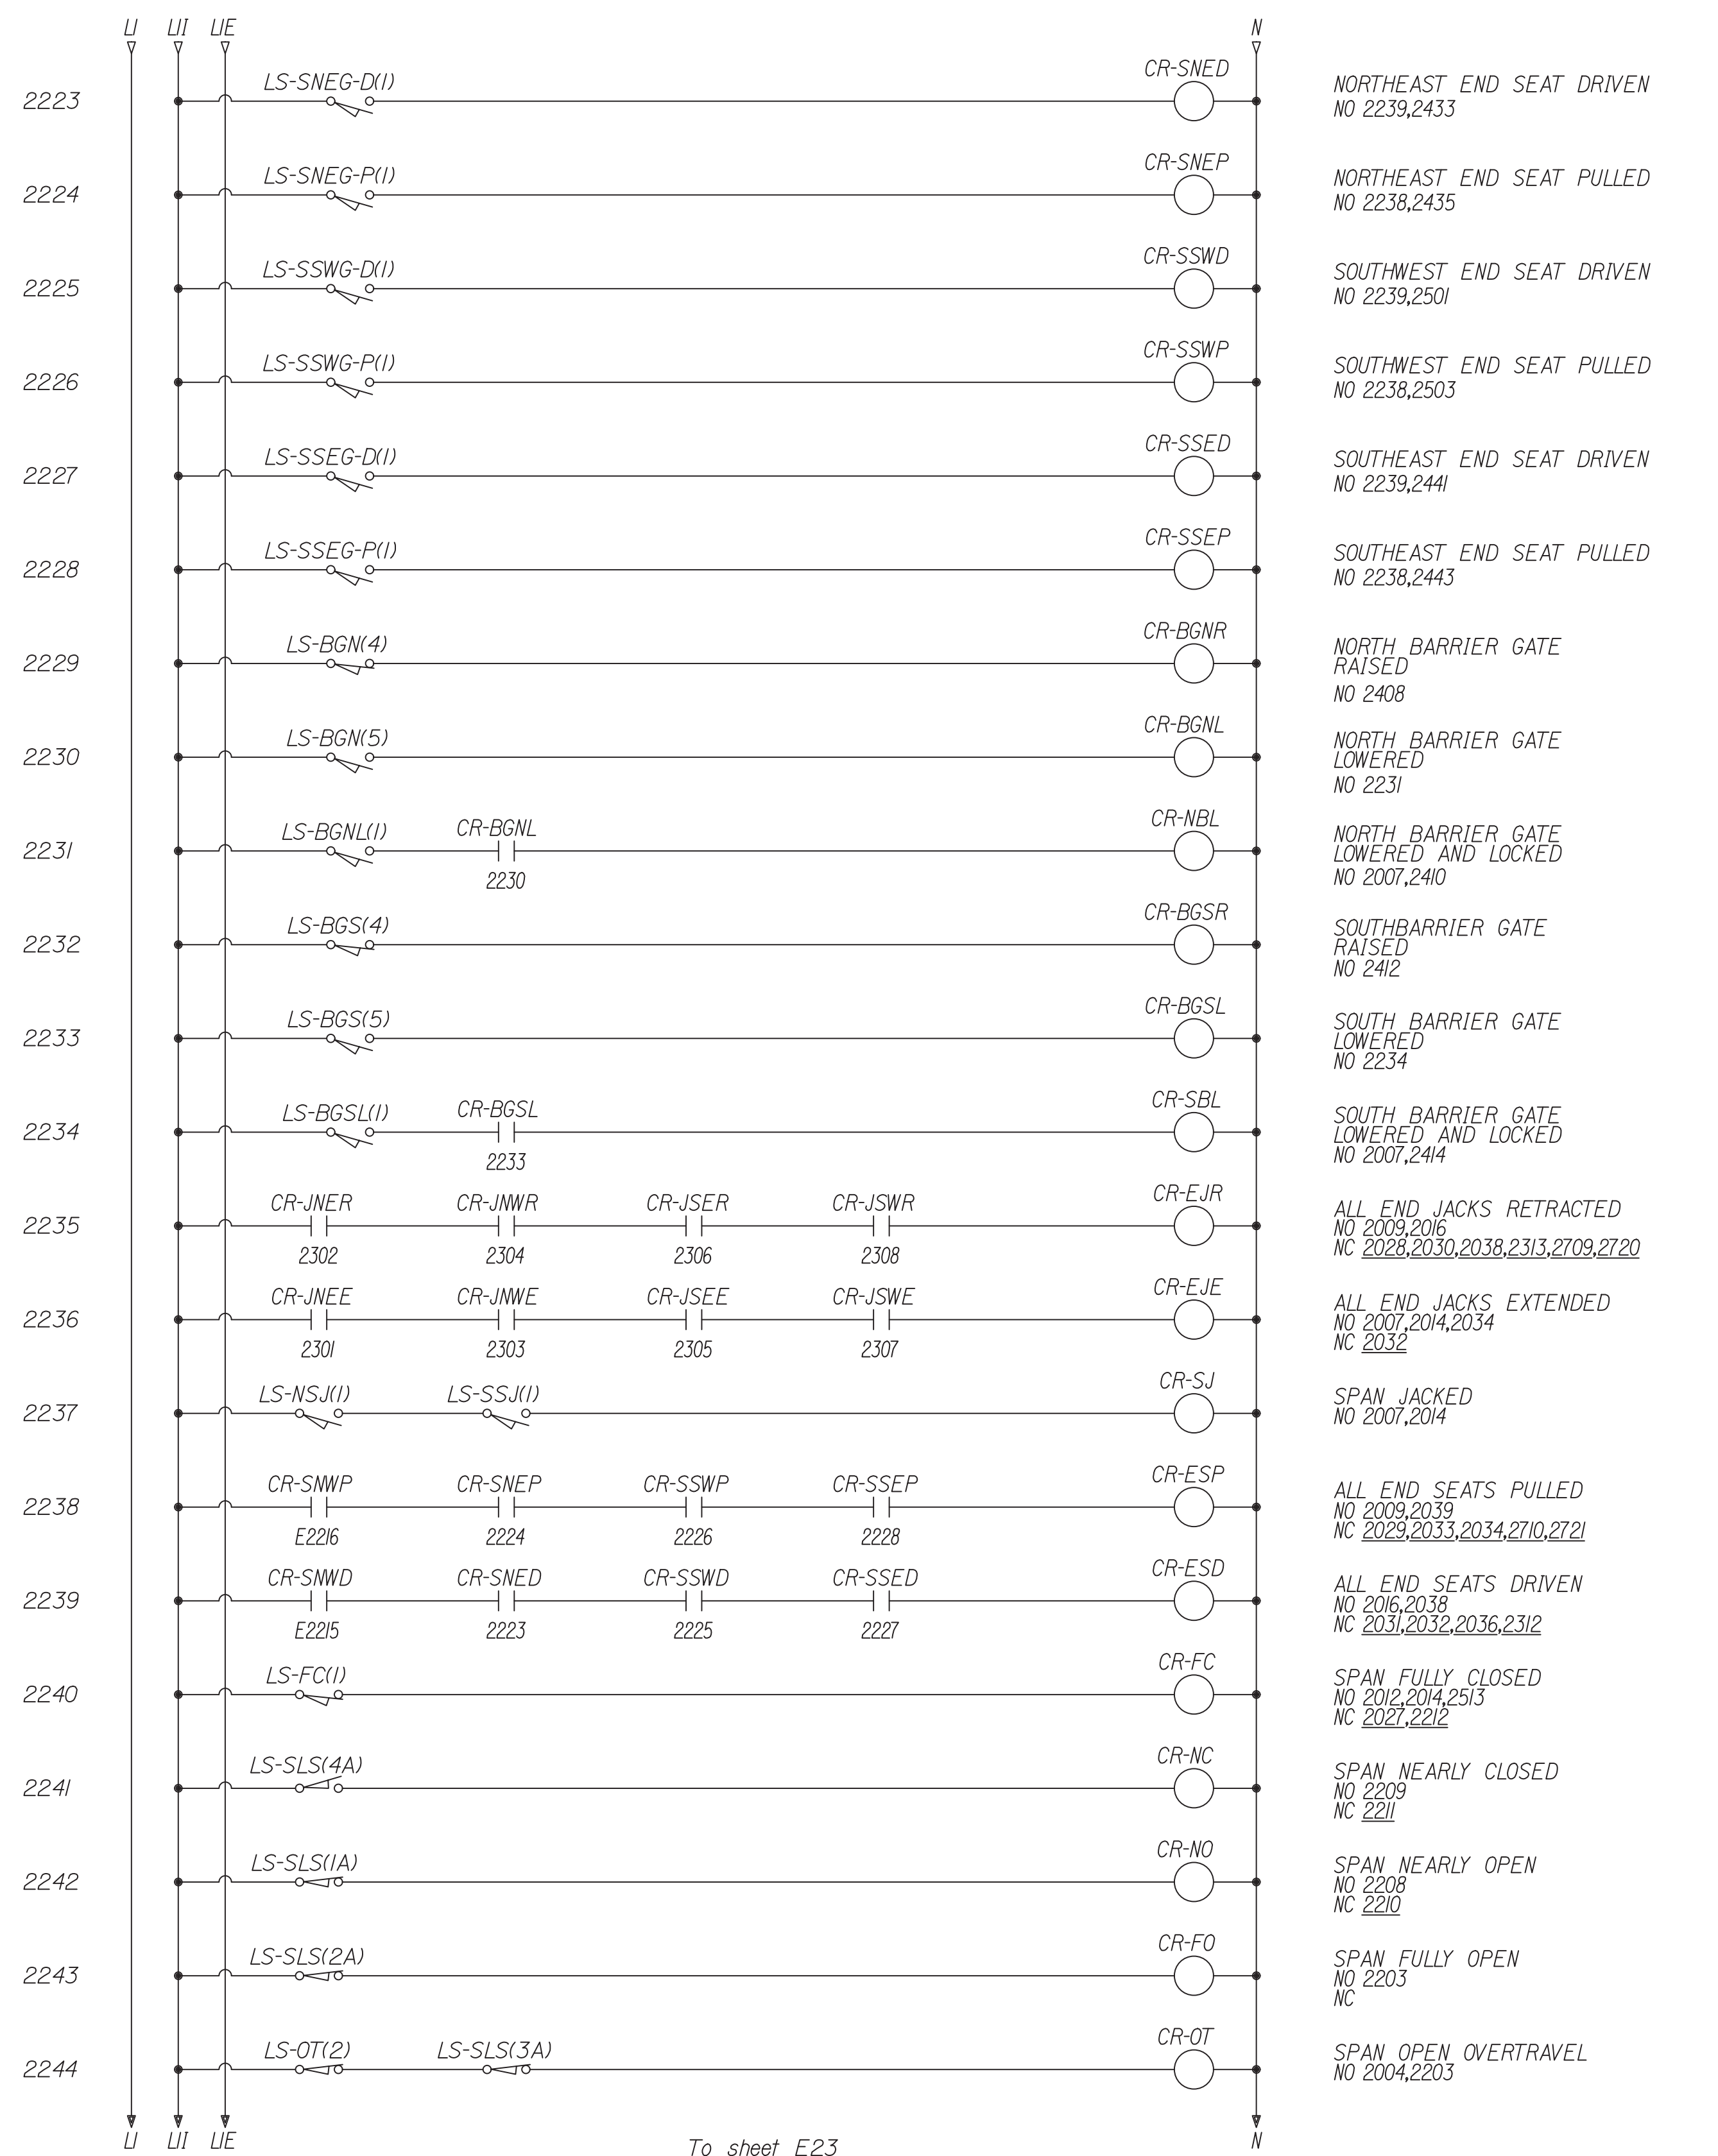 L1 L1I L1E N
2223 LS-SNEG-D(1) CR-SNED NORTHEAST END SEAT DRIVEN
NO 2239,2433
2224 LS-SNEG-P(1) CR-SNEP NORTHEAST END SEAT PULLED
NO 2238,2435
2225 LS-SSWG-D(1) CR-SSWD SOUTHWEST END SEAT DRIVEN
NO 2239,2501
2226 LS-SSWG-P(1) CR-SSWP SOUTHWEST END SEAT PULLED
NO 2238,2503
2227 LS-SSEG-D(1) CR-SSED SOUTHEAST END SEAT DRIVEN
NO 2239,2441
2228 LS-SSEG-P(1) CR-SSEP SOUTHEAST END SEAT PULLED
NO 2238,2443
2229 LS-BGN(4) CR-BGNR NORTH BARRIER GATE
RAISED
NO 2408
2230 LS-BGN(5) CR-BGNL NORTH BARRIER GATE
LOWERED
NO 2231
2231 LS-BGNL(1) CR-BGNL CR-NBL NORTH BARRIER GATE
LOWERED AND LOCKED
2230 NO 2007,2410
2232 LS-BGS(4) CR-BGSR SOUTHBARRIER GATE
RAISED
NO 2412
2233 LS-BGS(5) CR-BGSL SOUTH BARRIER GATE
LOWERED
NO 2234
2234 LS-BGSL(1) CR-BGSL CR-SBL SOUTH BARRIER GATE
LOWERED AND LOCKED
2233 NO 2007,2414
2235 CR-JNER CR-JNWR CR-JSER CR-JSWR CR-EJR ALL END JACKS RETRACTED
NO 2009,2016
2302 2304 2306 2308 NC 2028,2030,2038,2313,2709,2720
2236 CR-JNEE CR-JNWE CR-JSEE CR-JSWE CR-EJE ALL END JACKS EXTENDED
NO 2007,2014,2034
2301 2303 2305 2307 NC 2032
2237 LS-NSJ(1) LS-SSJ(1) CR-SJ SPAN JACKED
NO 2007,2014
2238 CR-SNWP CR-SNEP CR-SSWP CR-SSEP CR-ESP ALL END SEATS PULLED
NO 2009,2039
E2216 2224 2226 2228 NC 2029,2033,2034,2710,2721
2239 CR-SNWD CR-SNED CR-SSWD CR-SSED CR-ESD ALL END SEATS DRIVEN
NO 2016,2038
E2215 2223 2225 2227 NC 2031,2032,2036,2312
2240 LS-FC(1) CR-FC SPAN FULLY CLOSED
NO 2012,2014,2513
NC 2027,2212
2241 LS-SLS(4A) CR-NC SPAN NEARLY CLOSED
NO 2209
NC 2211
2242 LS-SLS(1A) CR-NO SPAN NEARLY OPEN
NO 2208
NC 2210
2243 LS-SLS(2A) CR-FO SPAN FULLY OPEN
NO 2203
NC
2244 LS-OT(2) LS-SLS(3A) CR-OT SPAN OPEN OVERTRAVEL
NO 2004,2203
L1 L1I L1E N
To sheet E23